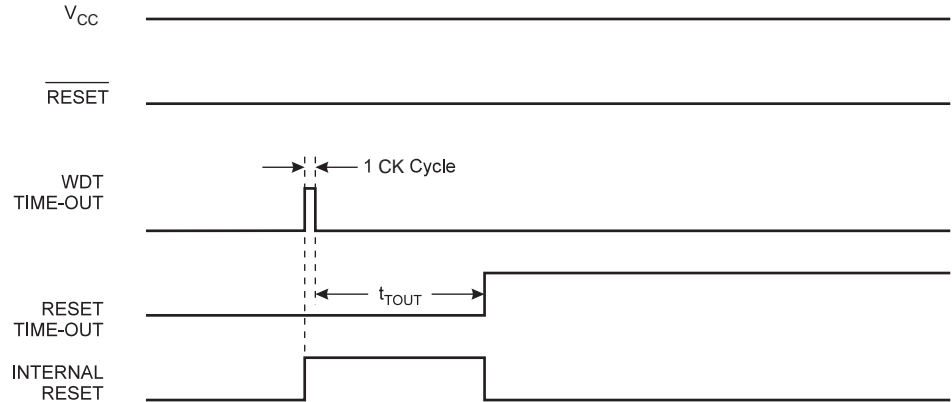 VCC
RESET
1 CK Cycle
WDT
TIME-OUT
tTOUT
RESET
TIME-OUT
INTERNAL
RESET